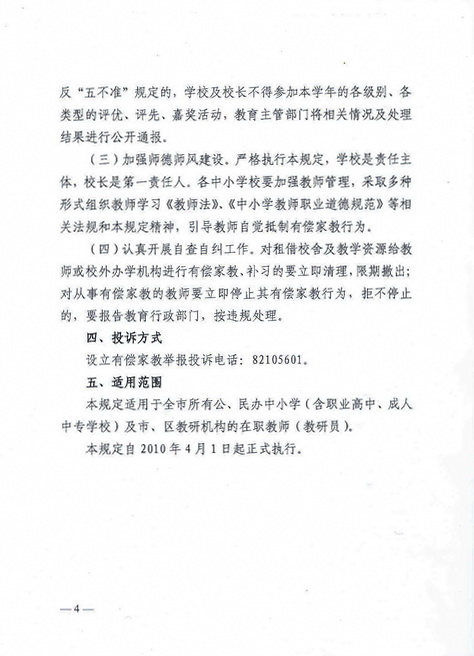 反“五不准”规定的，学校及校长不得参加本学年的各级别、各
类型的评优、评先、嘉奖活动，教育主管部门将相关情况及处理
结果进行公开通报。
（三）加强师德师风建设。严格执行本规定，学校是责任主
体，校长是第一责任人。各中小学校要加强教师管理，采取多种
形式组织教师学习《教师法》、《中小学教师职业道德规范》等相
关法规和本规定精神，引导教师自觉抵制有偿家教行为。
（四）认真开展自查自纠工作。对租借校舍及教学资源给教
师或校外办学机构进行有偿家教、补习的要立即清理，限期撤出；
对从事有偿家教的教师要立即停止其有偿家教行为，拒不停止
的，要报告教育行政部门，按违规处理。
四、投诉方式
设立有偿家教举报投诉电话：82105601。
五、适用范围
本规定适用于全市所有公、民办中小学（含职业高中、成人
中专学校）及市、区教研机构的在职教师（教研员）。
本规定自 2010 年 4 月 1 日起正式执行。
—4—